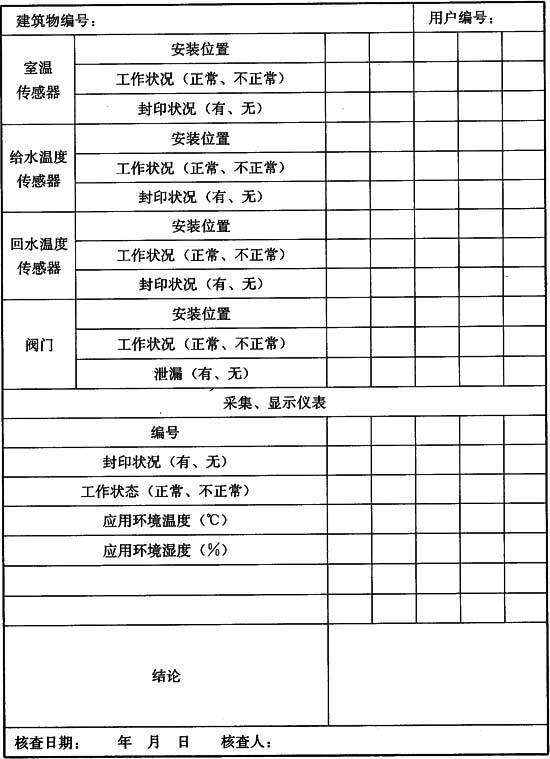 建筑物编号： 用户编号：
室温
传感器
安装位置
工作状况（正常、不正常）
封印状况（有、无）
给水温度
传感器
安装位置
工作状况（正常、不正常）
封印状况（有、无）
回水温度
传感器
安装位置
工作状况（正常、不正常）
封印状况（有、无）
阀门
安装位置
工作状况（正常、不正常）
泄漏（有、无）
采集、显示仪表
编号
封印状况（有、无）
工作状态（正常、不正常）
应用环境温度（℃）
应用环境湿度（%）
结论
核查日期： 年 月 日 核查人：